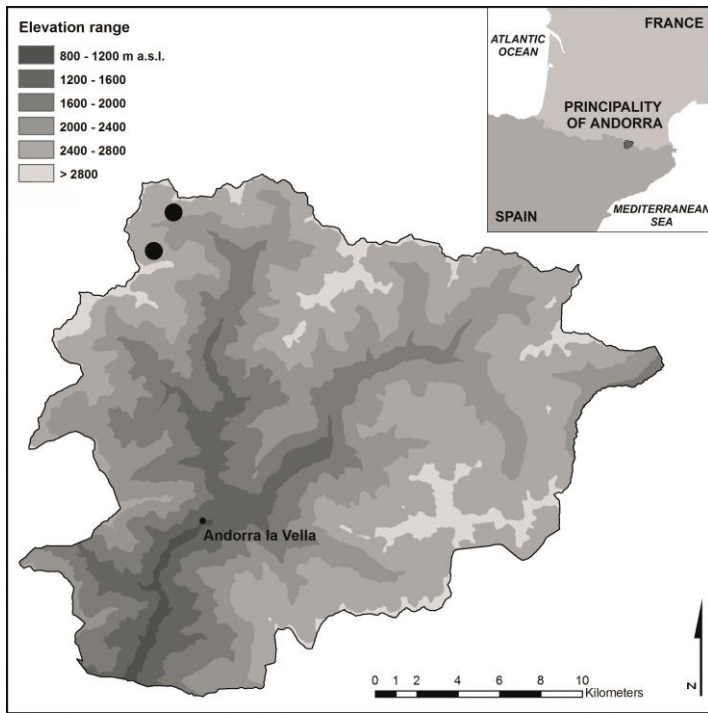 Elevation range
800 - 1200 m a.s.l.
1200 - 1600
1600 - 2000
2000 - 2400
2400 - 2800
> 2800
FRANCE
ATLANTIC
OCEAN
PRINCIPALITY
OF ANDORRA
SPAIN
MEDITERRANEAN
SEA
Andorra la Vella
0 1 2 4 6 8 10
Kilometers
N